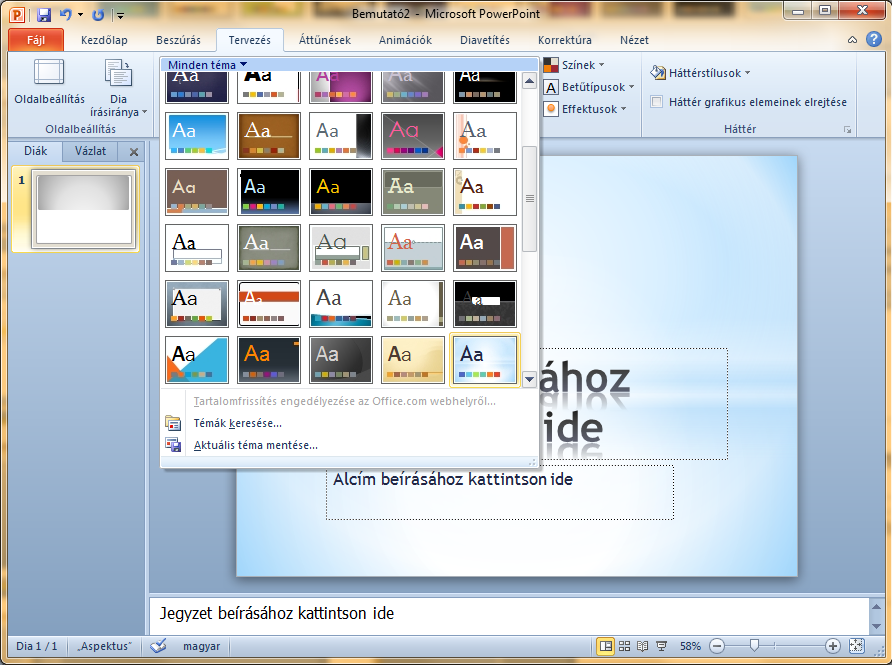 Bemutató2 - Microsoft PowerPoint
Fájl Kezdőlap Beszúrás Tervezés Áttűnések Animációk Diavetítés Korrektúra Nézet
Oldalbeállítás
Dia
írásiránya
Oldalbeállítás
Minden téma
Aa Aa Aa Aa Aa
Aa Aa Aa Aa Aa
Aa Aa Aa Aa Aa
Aa Aa Aa Aa Aa
Aa Aa Aa Aa Aa
Aa Aa Aa Aa Aa
Tartalomfrissítés engedélyezése az Office.com webhelyről...
Témák keresése...
Aktuális téma mentése...
Színek
Betűtípusok
Effektusok
Háttérstílusok
Háttér grafikus elemeinek elrejtése
Háttér
Diák Vázlat
1
sához
ide
Alcím beírásához kattintson ide
Jegyzet beírásához kattintson ide
Dia 1 / 1 „Aspektus” magyar 58%